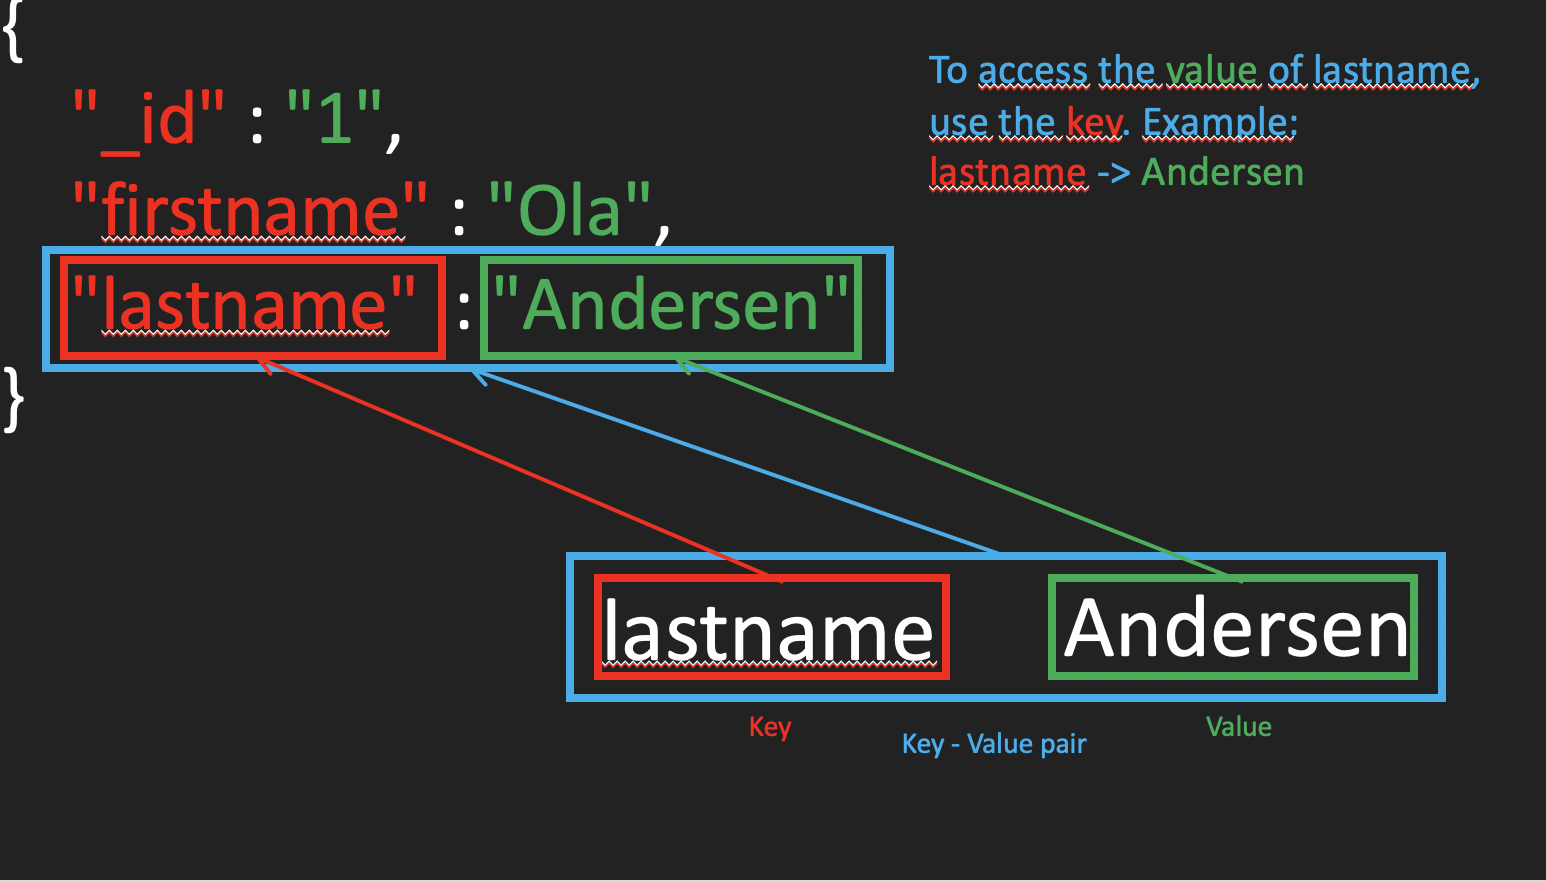 {
"_id" : "1",
"firstname" : "Ola",
"lastname" : "Andersen"
}
To access the value of lastname,
use the key. Example:
lastname -> Andersen
lastname Andersen
Key Value
Key - Value pair